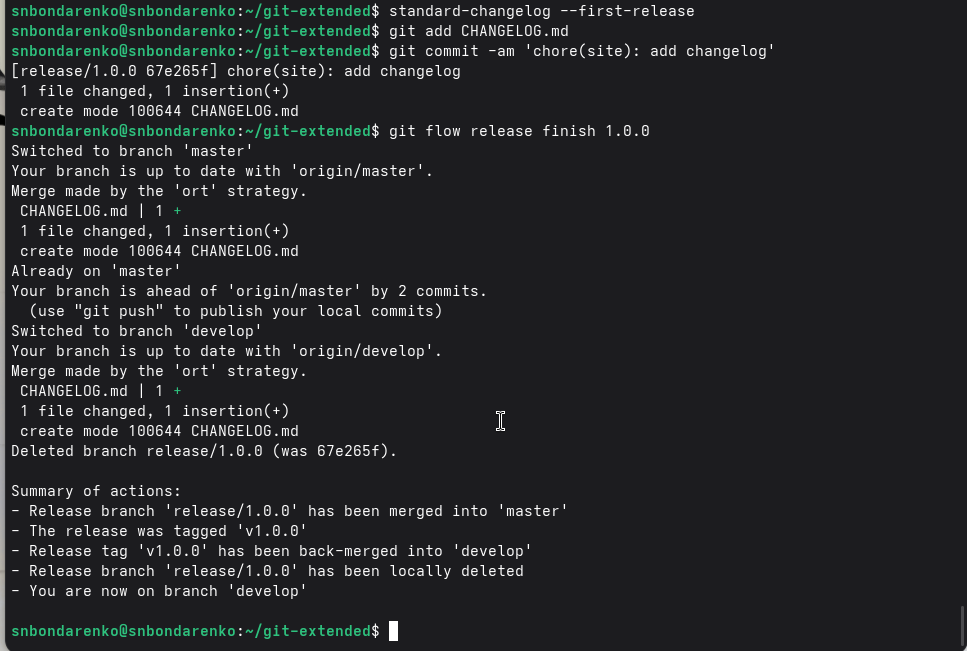 snbondarenko@snbondarenko:~/git-extended$ standard-changelog --first-release
snbondarenko@snbondarenko:~/git-extended$ git add CHANGELOG.md
snbondarenko@snbondarenko:~/git-extended$ git commit -am 'chore(site): add changelog'
[release/1.0.0 67e265f] chore(site): add changelog
 1 file changed, 1 insertion(+)
 create mode 100644 CHANGELOG.md
snbondarenko@snbondarenko:~/git-extended$ git flow release finish 1.0.0
Switched to branch 'master'
Your branch is up to date with 'origin/master'.
Merge made by the 'ort' strategy.
 CHANGELOG.md | 1 +
 1 file changed, 1 insertion(+)
 create mode 100644 CHANGELOG.md
Already on 'master'
Your branch is ahead of 'origin/master' by 2 commits.
  (use "git push" to publish your local commits)
Switched to branch 'develop'
Your branch is up to date with 'origin/develop'.
Merge made by the 'ort' strategy.
 CHANGELOG.md | 1 +
 1 file changed, 1 insertion(+)
 create mode 100644 CHANGELOG.md
Deleted branch release/1.0.0 (was 67e265f).

Summary of actions:
- Release branch 'release/1.0.0' has been merged into 'master'
- The release was tagged 'v1.0.0'
- Release tag 'v1.0.0' has been back-merged into 'develop'
- Release branch 'release/1.0.0' has been locally deleted
- You are now on branch 'develop'

snbondarenko@snbondarenko:~/git-extended$